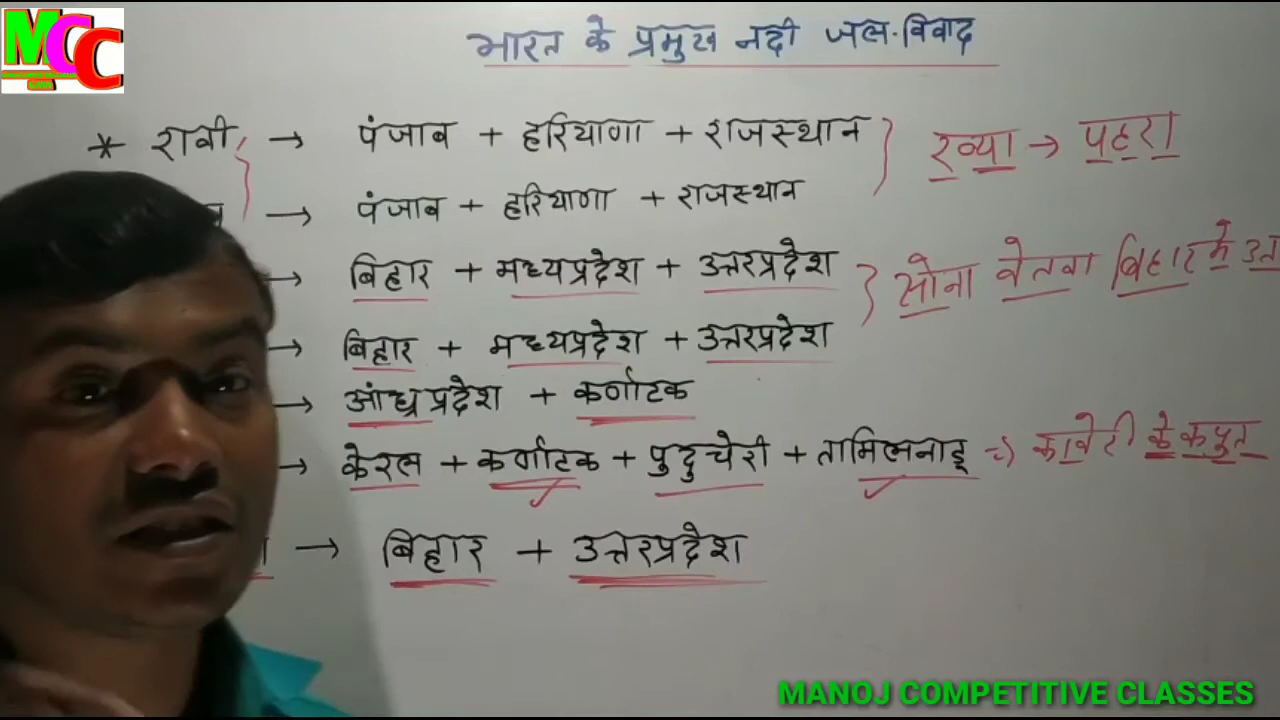 MCC
भारत के प्रमुख नदी जल-विवाद
* रावी → पंजाब + हरियाणा + राजस्थान } रव्या → पहरा
→ पंजाब + हरियाणा + राजस्थान
→ बिहार + मध्यप्रदेश + उत्तरप्रदेश } सोना वेतवा बिहार में उत
→ बिहार + मध्यप्रदेश + उत्तरप्रदेश
→ आंध्रप्रदेश + कर्णाटक
→ केरल + कर्णाटक + पुदुचेरी + तामिलनाडू => कावेरी के कपूत
→ बिहार + उत्तरप्रदेश
MANOJ COMPETITIVE CLASSES